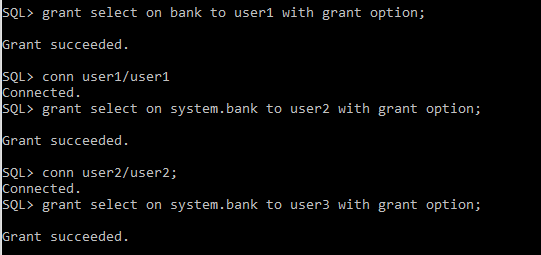 SQL> grant select on bank to user1 with grant option;
Grant succeeded.
SQL> conn user1/user1
Connected.
SQL> grant select on system.bank to user2 with grant option;
Grant succeeded.
SQL> conn user2/user2;
Connected.
SQL> grant select on system.bank to user3 with grant option;
Grant succeeded.